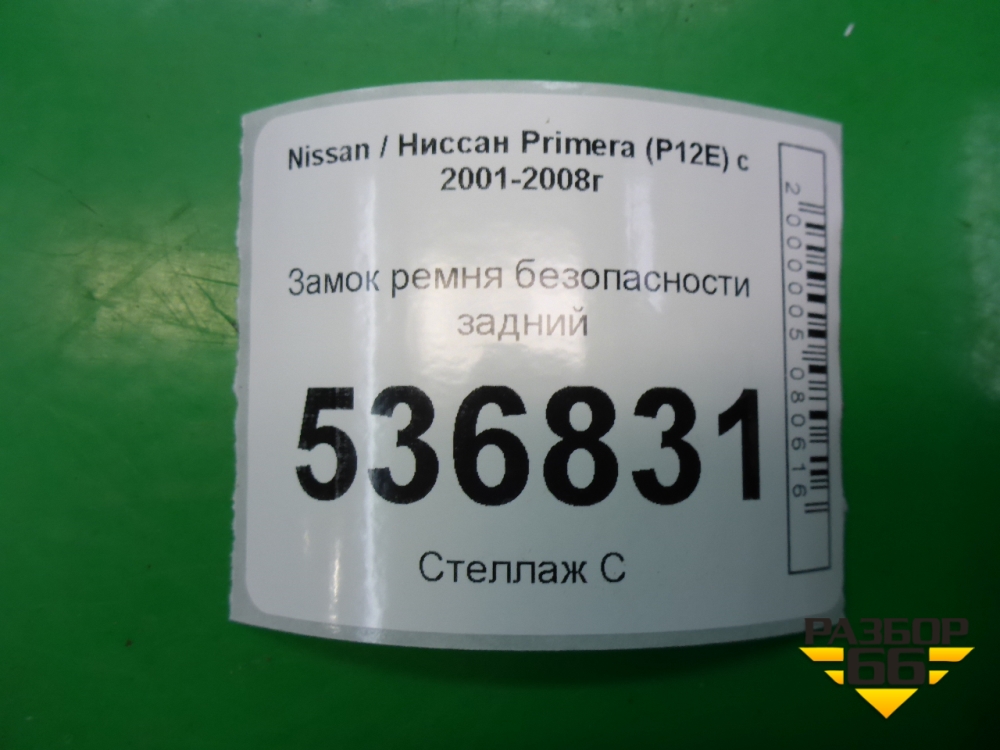 Nissan / Ниссан Primera (P12E) с
2001-2008г
Замок ремня безопасности
задний
536831
Стеллаж С
2000005080616
РАЗБОР
66